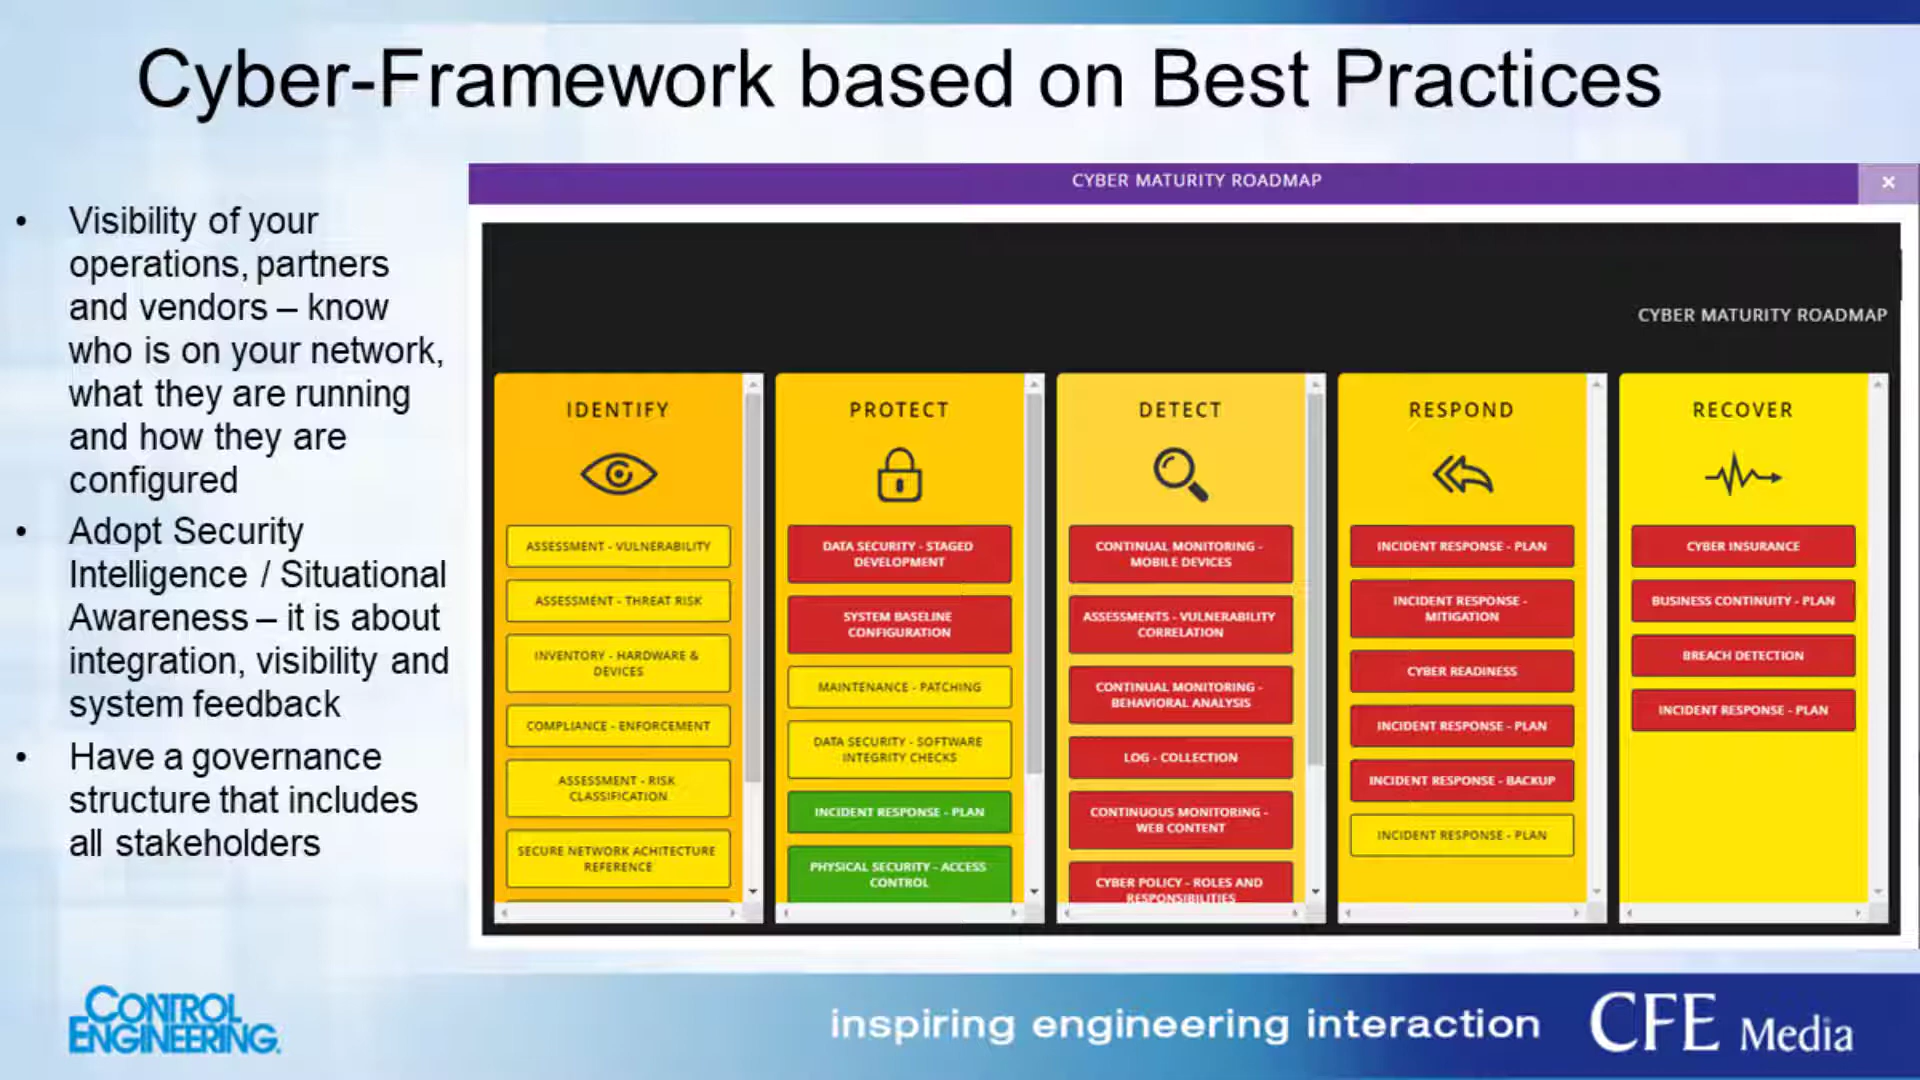 Cyber-Framework based on Best Practices
• Visibility of your
operations, partners
and vendors – know
who is on your network,
what they are running
and how they are
configured
• Adopt Security
Intelligence / Situational
Awareness – it is about
integration, visibility and
system feedback
• Have a governance
structure that includes
all stakeholders
CYBER MATURITY ROADMAP
×
CYBER MATURITY ROADMAP
IDENTIFY
ASSESSMENT - VULNERABILITY
ASSESSMENT - THREAT RISK
INVENTORY - HARDWARE &
DEVICES
COMPLIANCE - ENFORCEMENT
ASSESSMENT - RISK
CLASSIFICATION
SECURE NETWORK ACHITECTURE
REFERENCE
PROTECT
DATA SECURITY - STAGED
DEVELOPMENT
SYSTEM BASELINE
CONFIGURATION
MAINTENANCE - PATCHING
DATA SECURITY - SOFTWARE
INTEGRITY CHECKS
INCIDENT RESPONSE - PLAN
PHYSICAL SECURITY - ACCESS
CONTROL
DETECT
CONTINUAL MONITORING -
MOBILE DEVICES
ASSESSMENTS - VULNERABILITY
CORRELATION
CONTINUAL MONITORING -
BEHAVIORAL ANALYSIS
LOG - COLLECTION
CONTINUOUS MONITORING -
WEB CONTENT
CYBER POLICY - ROLES AND
RESPONSIBILITIES
RESPOND
INCIDENT RESPONSE - PLAN
INCIDENT RESPONSE -
MITIGATION
CYBER READINESS
INCIDENT RESPONSE - PLAN
INCIDENT RESPONSE - BACKUP
INCIDENT RESPONSE - PLAN
RECOVER
CYBER INSURANCE
BUSINESS CONTINUITY - PLAN
BREACH DETECTION
INCIDENT RESPONSE - PLAN
CONTROL
ENGINEERING.
inspiring engineering interaction
CFE Media